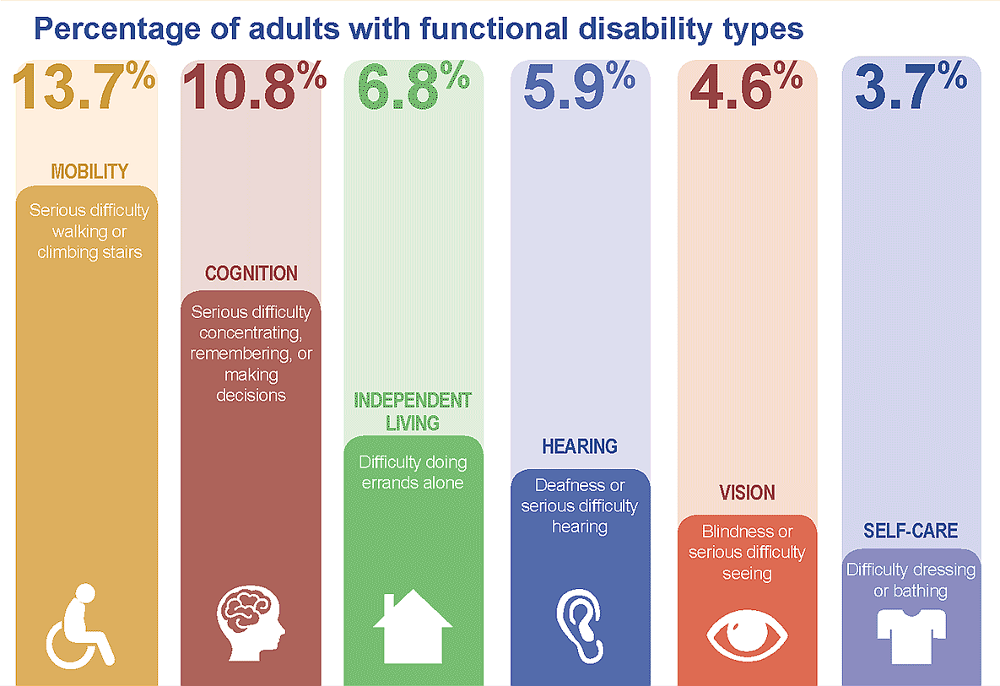 Percentage of adults with functional disability types
13.7%
MOBILITY
Serious difficulty
walking or
climbing stairs
10.8%
COGNITION
Serious difficulty
concentrating,
remembering, or
making
decisions
6.8%
INDEPENDENT
LIVING
Difficulty doing
errands alone
5.9%
HEARING
Deafness or
serious difficulty
hearing
4.6%
VISION
Blindness or
serious difficulty
seeing
3.7%
SELF-CARE
Difficulty dressing
or bathing